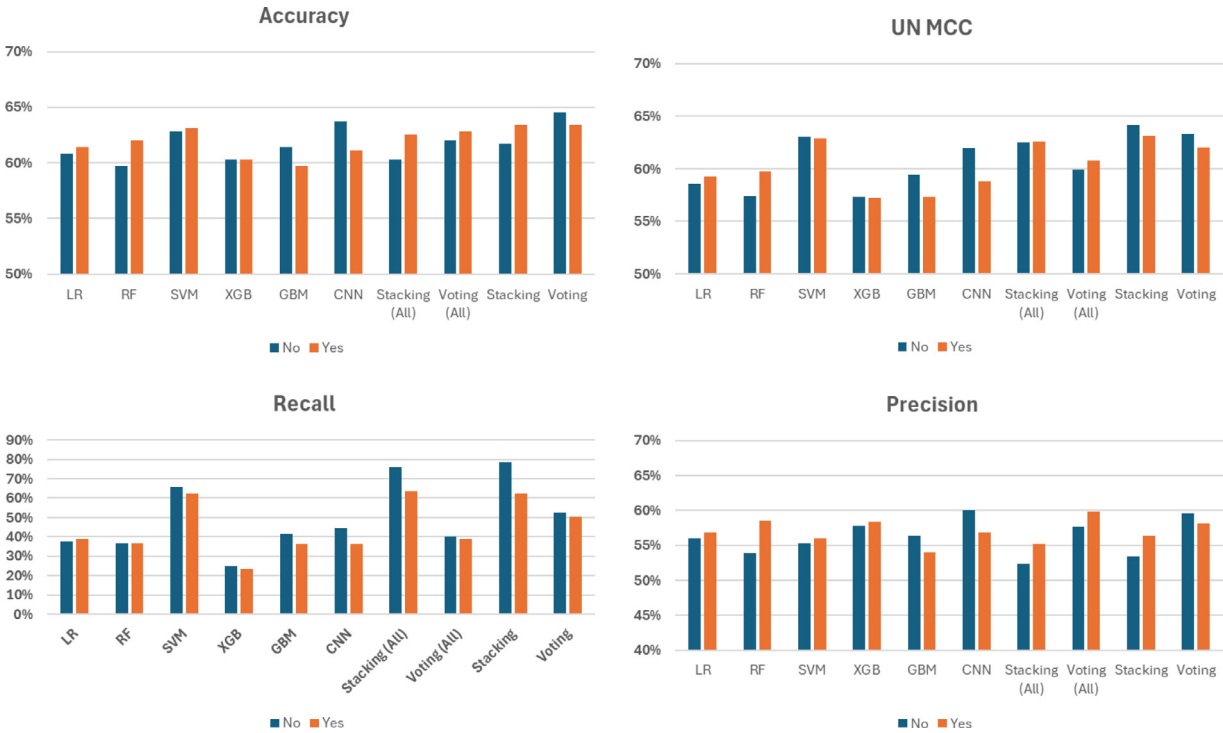 Accuracy
70%
65%
60%
55%
50%
LR RF SVM XGB GBM CNN Stacking Voting Stacking Voting
(All) (All)
No Yes
UN MCC
70%
65%
60%
55%
50%
LR RF SVM XGB GBM CNN Stacking Voting Stacking Voting
(All) (All)
No Yes
Recall
90%
80%
70%
60%
50%
40%
30%
20%
10%
0%
LR RF SVM XGB GBM CNN Stacking (All) Voting (All) Stacking Voting
No Yes
Precision
70%
65%
60%
55%
50%
45%
40%
LR RF SVM XGB GBM CNN Stacking Voting Stacking Voting
(All) (All)
No Yes